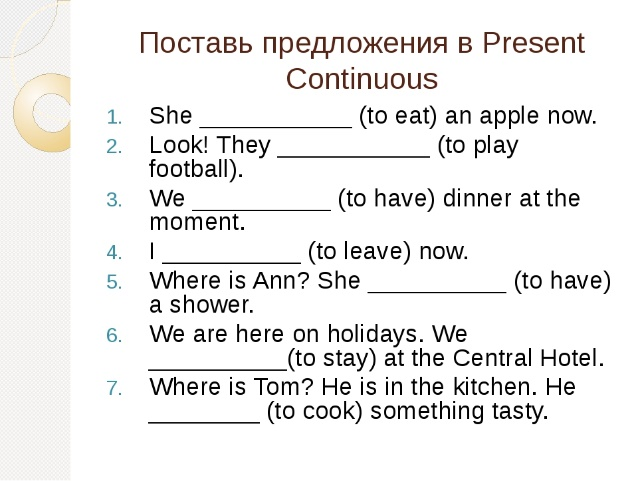 Поставь предложения в Present
Continuous
1. She ___________ (to eat) an apple now.
2. Look! They ___________ (to play
football).
3. We __________ (to have) dinner at the
moment.
4. I __________ (to leave) now.
5. Where is Ann? She __________ (to have)
a shower.
6. We are here on holidays. We
__________(to stay) at the Central Hotel.
7. Where is Tom? He is in the kitchen. He
________ (to cook) something tasty.